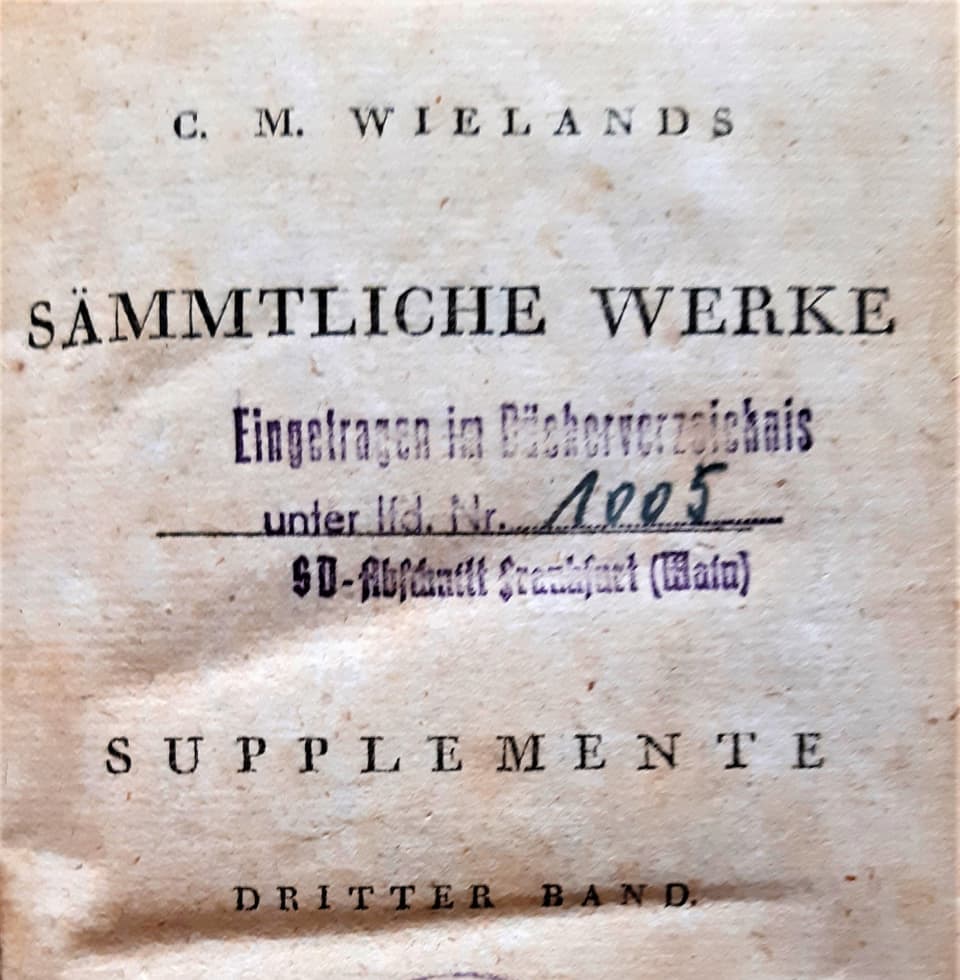 C. M. WIELANDS
SÄMMTLICHE WERKE
Eingetragen im Bücherverzeichnis
unter lfd. Nr. 1005
SD-Abschnitt Frankfurt (Main)
SUPPLEMENTE
DRITTER BAND.